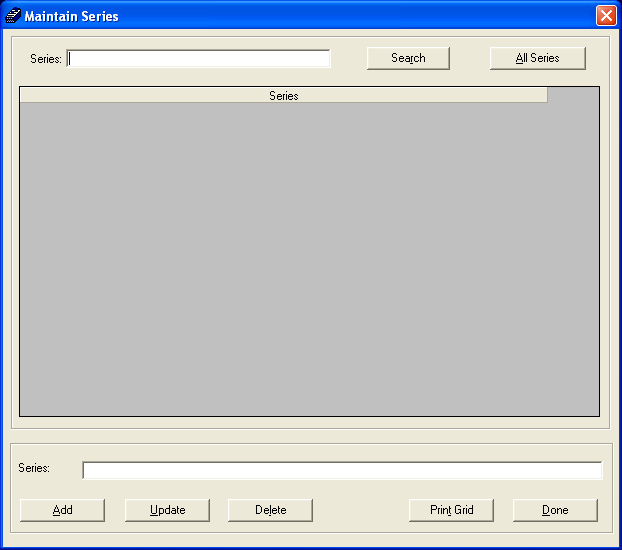 Maintain Series
Series: Search All Series
Series
Series:
Add Update Delete Print Grid Done